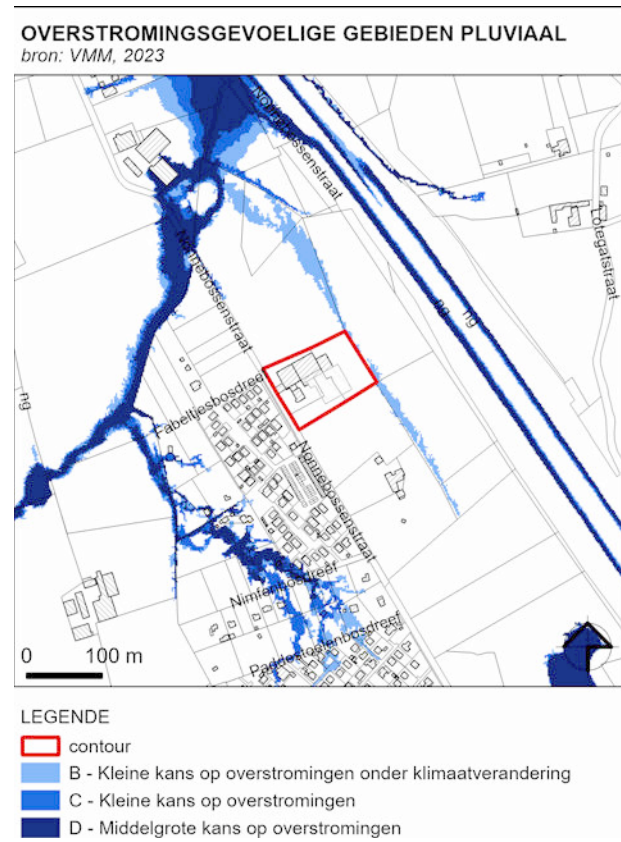 OVERSTROMINGSGEVOELIGE GEBIEDEN PLUVIAAL
bron: VMM, 2023
Nonnebossenstraat
Lotegatstraat
Nonnebossenstraat
ng
ng
ng
Fabeltjesbosdreef
Nonnebossenstraat
Nimfenbosdreef
Paddestoelenbosdreef
0 100 m
LEGENDE
contour
B - Kleine kans op overstromingen onder klimaatverandering
C - Kleine kans op overstromingen
D - Middelgrote kans op overstromingen